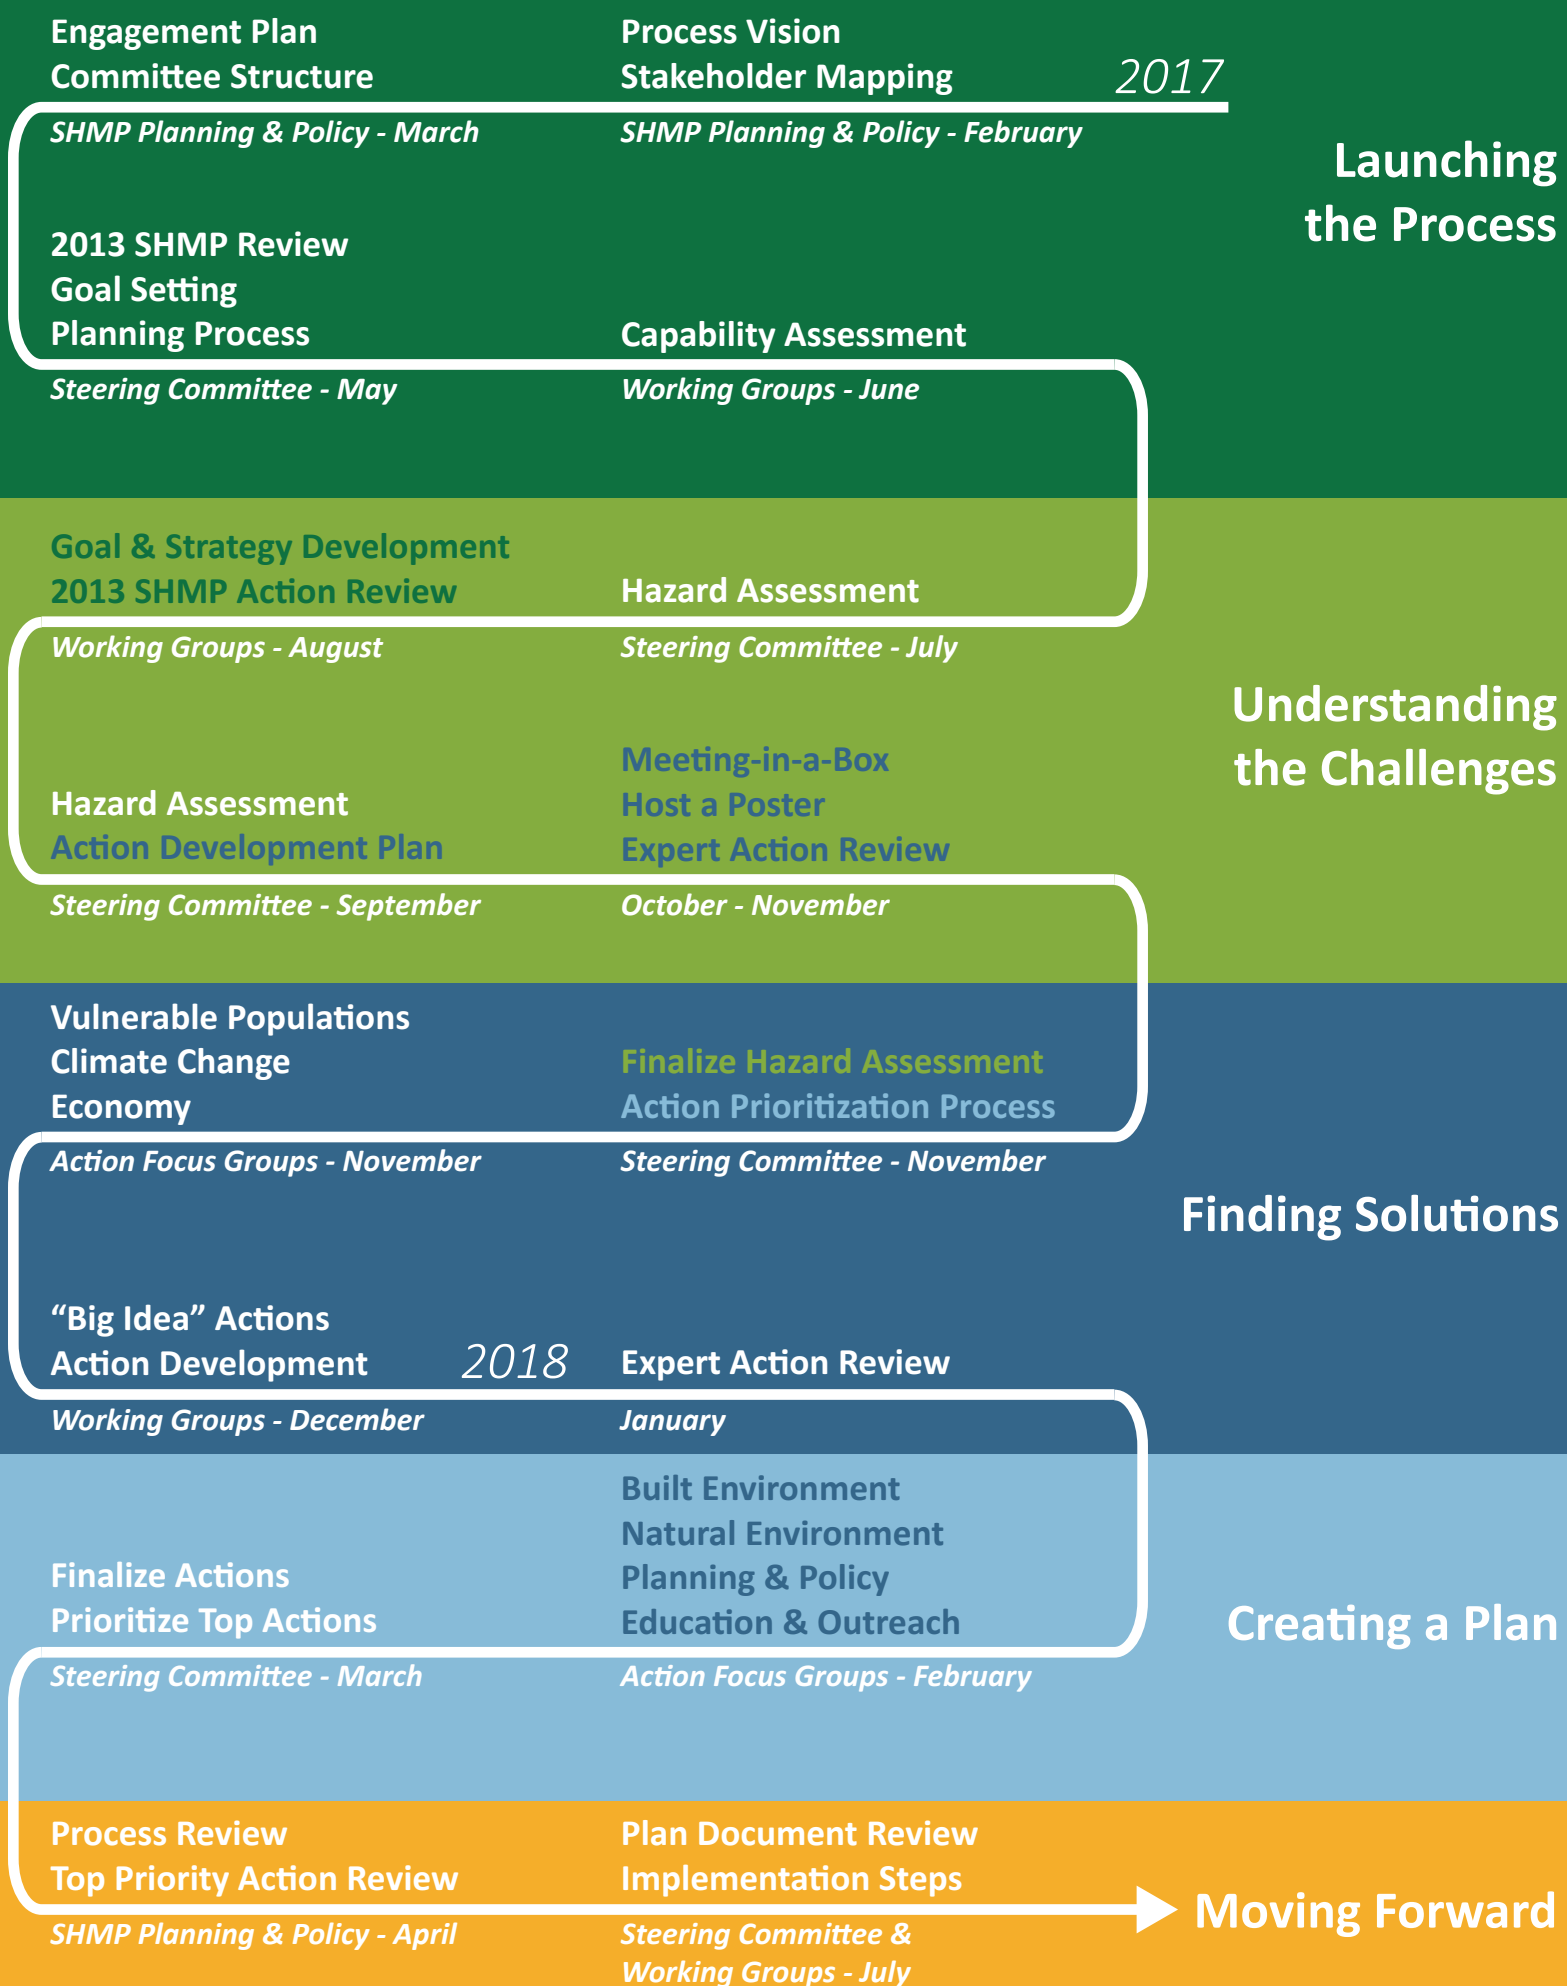 Engagement Plan
Committee Structure
SHMP Planning & Policy - March
Process Vision
Stakeholder Mapping
SHMP Planning & Policy - February
2017
Launching
the Process
2013 SHMP Review
Goal Setting
Planning Process
Steering Committee - May
Capability Assessment
Working Groups - June
Goal & Strategy Development
2013 SHMP Action Review
Working Groups - August
Hazard Assessment
Steering Committee - July
Understanding
the Challenges
Hazard Assessment
Action Development Plan
Steering Committee - September
Meeting-in-a-Box
Host a Poster
Expert Action Review
October - November
Vulnerable Populations
Climate Change
Economy
Action Focus Groups - November
Finalize Hazard Assessment
Action Prioritization Process
Steering Committee - November
Finding Solutions
“Big Idea” Actions
Action Development
Working Groups - December
2018
Expert Action Review
January
Finalize Actions
Prioritize Top Actions
Steering Committee - March
Built Environment
Natural Environment
Planning & Policy
Education & Outreach
Action Focus Groups - February
Creating a Plan
Process Review
Top Priority Action Review
SHMP Planning & Policy - April
Plan Document Review
Implementation Steps
Steering Committee &
Working Groups - July
Moving Forward